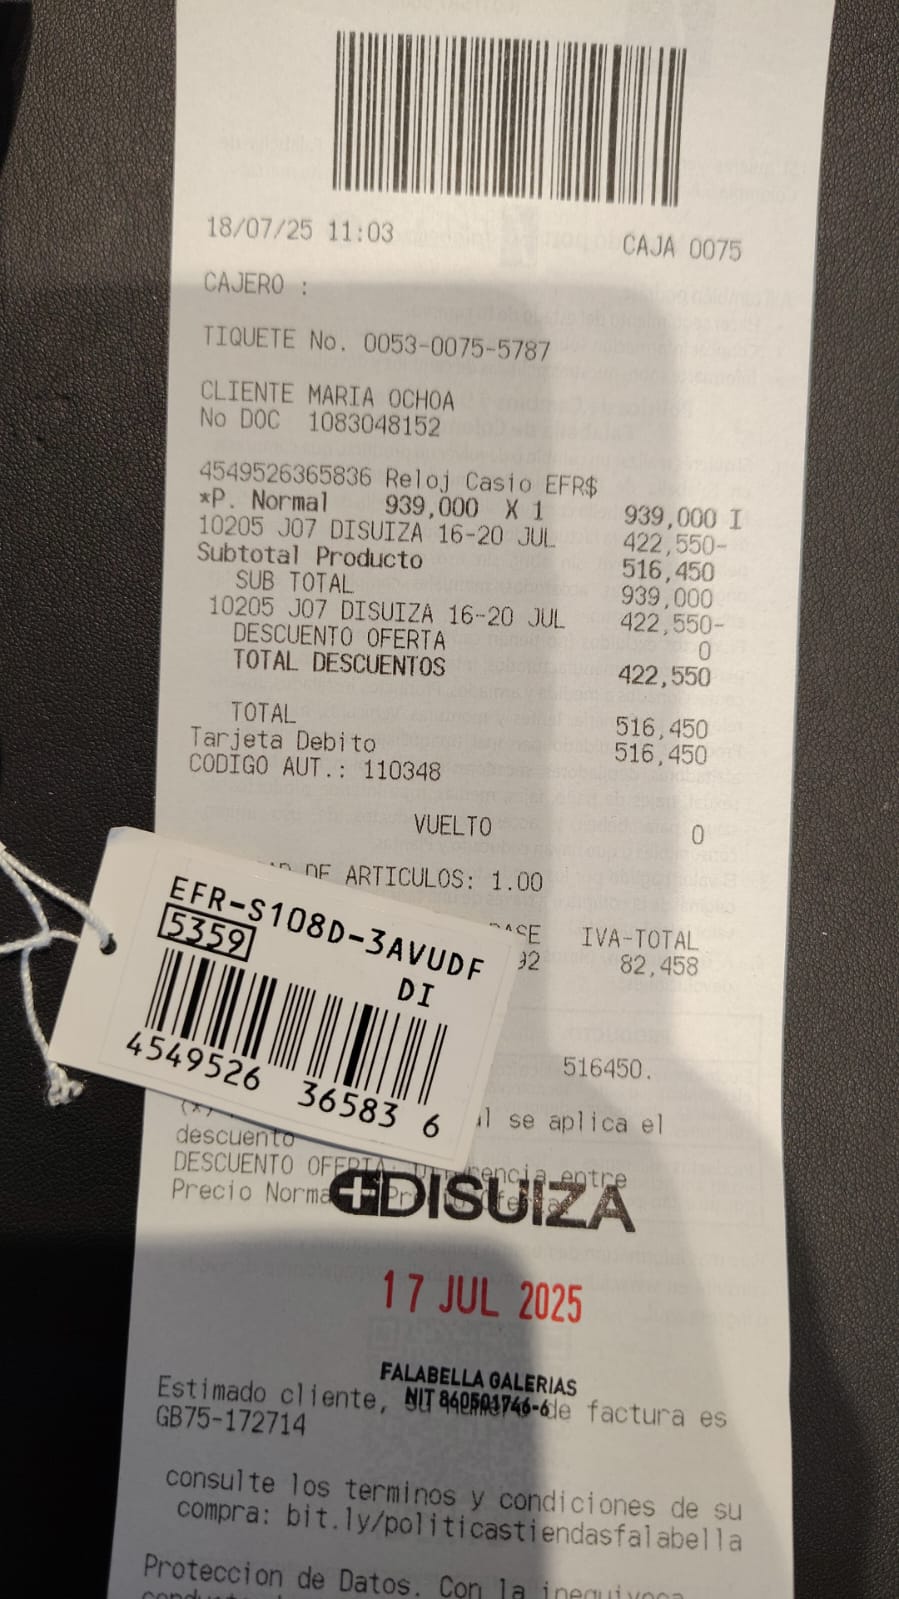 18/07/25 11:03 CAJA 0075
CAJERO :
TIQUETE No. 0053-0075-5787
CLIENTE MARIA OCHOA
No DOC 1083048152
4549526365836 Reloj Casio EFR$
*P. Normal 939,000 X 1 939,000 I
10205 J07 DISUIZA 16-20 JUL 422,550-
Subtotal Producto 516,450
SUB TOTAL 939,000
10205 J07 DISUIZA 16-20 JUL 422,550-
DESCUENTO OFERTA 0
TOTAL DESCUENTOS 422,550
TOTAL 516,450
Tarjeta Debito 516,450
CODIGO AUT.: 110348
VUELTO 0
DE ARTICULOS: 1.00
IVA-TOTAL
92 82,458
EFR-S108D-3AVUDF
5359 DI
4549526 36583 6
516450.
se aplica el
descuento
DESCUENTO OFERTA: entre
Precio
DISUIZA
17 JUL 2025
FALABELLA GALERIAS
NIT 860501746-6
Estimado cliente, de factura es
GB75-172714
consulte los terminos y condiciones de su
compra: bit.ly/politicastiendasfalabella
Proteccion de Datos. Con la inequivoca